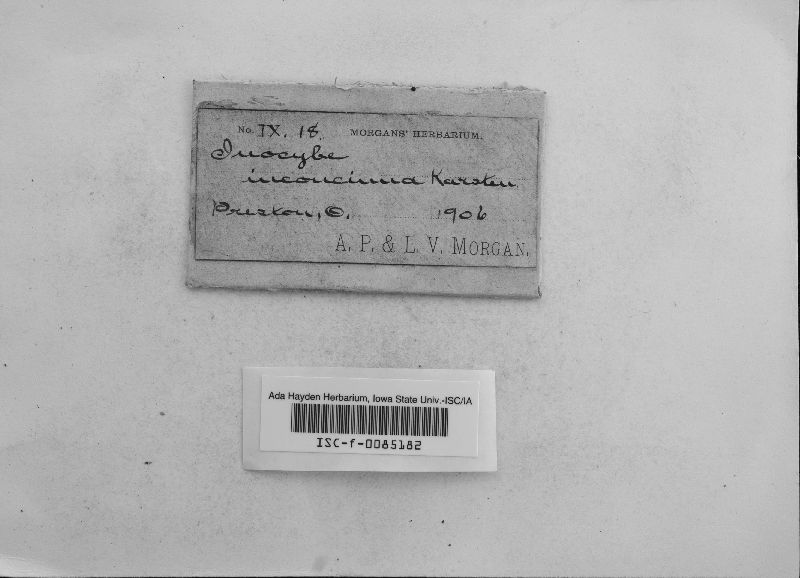 No. IX. 18. MORGANS' HERBARIUM.
Inocybe
inconcinna Karsten
Preston, O. 1906
A. P. & L. V. MORGAN.
Ada Hayden Herbarium, Iowa State Univ.-ISC/IA
ISC-f-0085182